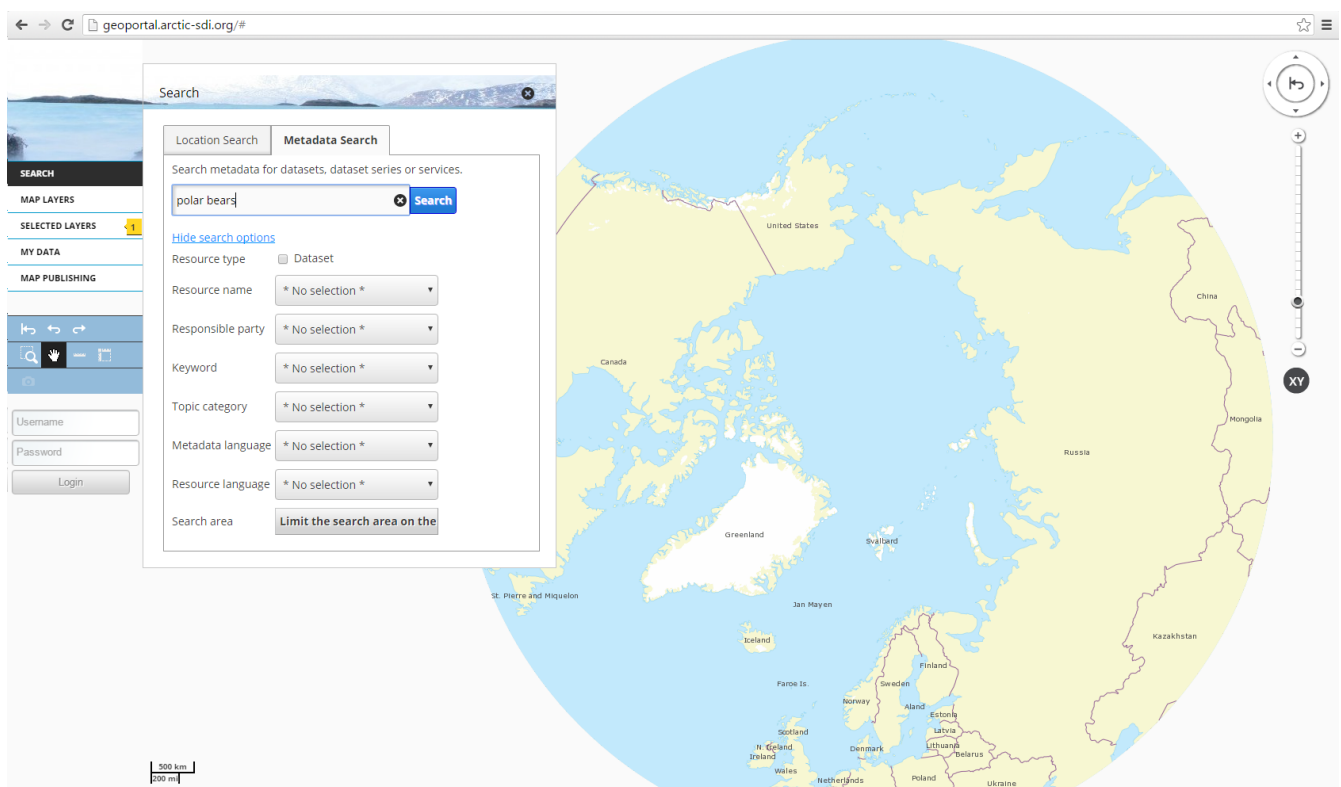 geoportal.arctic-sdi.org/#
Search
Location Search
Metadata Search
Search metadata for datasets, dataset series or services.
polar bears
Search
Hide search options
Resource type
Dataset
Resource name
* No selection *
Responsible party
* No selection *
Keyword
* No selection *
Topic category
* No selection *
Metadata language
* No selection *
Resource language
* No selection *
Search area
Limit the search area on the
SEARCH
MAP LAYERS
SELECTED LAYERS
1
MY DATA
MAP PUBLISHING
Username
Password
Login
XY
United States
China
Canada
Mongolia
Russia
Greenland
Svalbard
St. Pierre and Miquelon
Jan Mayen
Iceland
Kazakhstan
Finland
Faroe Is.
Sweden
Norway
Aland
Estonia
Scotland
Latvia
N. Ireland
Denmark
Lithuania
Ireland
Belarus
Wales
Netherlands
Poland
Ukraine
500 km
200 mi